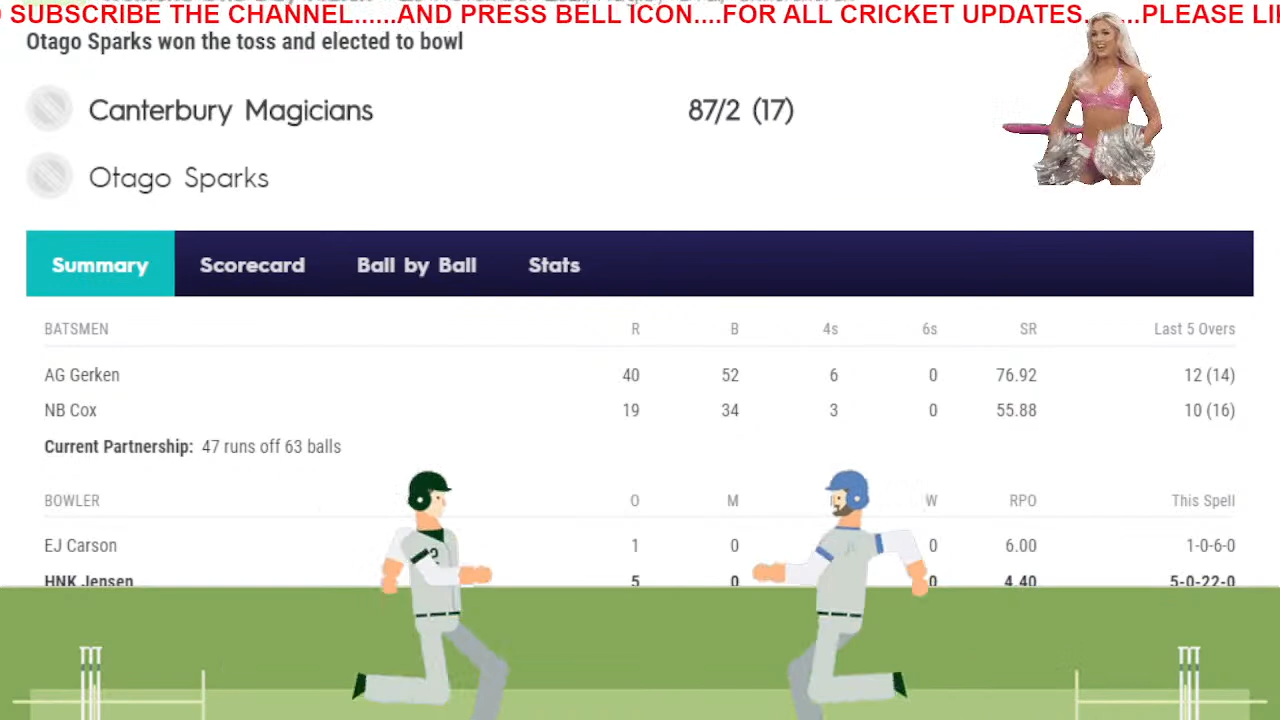 SUBSCRIBE THE CHANNEL......AND PRESS BELL ICON....FOR ALL CRICKET UPDATES.......PLEASE LI
Otago Sparks won the toss and elected to bowl
Canterbury Magicians 87/2 (17)
Otago Sparks
Summary Scorecard Ball by Ball Stats
BATSMEN R B 4s 6s SR Last 5 Overs
AG Gerken 40 52 6 0 76.92 12 (14)
NB Cox 19 34 3 0 55.88 10 (16)
Current Partnership: 47 runs off 63 balls
BOWLER O M W RPO This Spell
EJ Carson 1 0 0 6.00 1-0-6-0
HNK Jensen 5 0 0 4.40 5-0-22-0
2